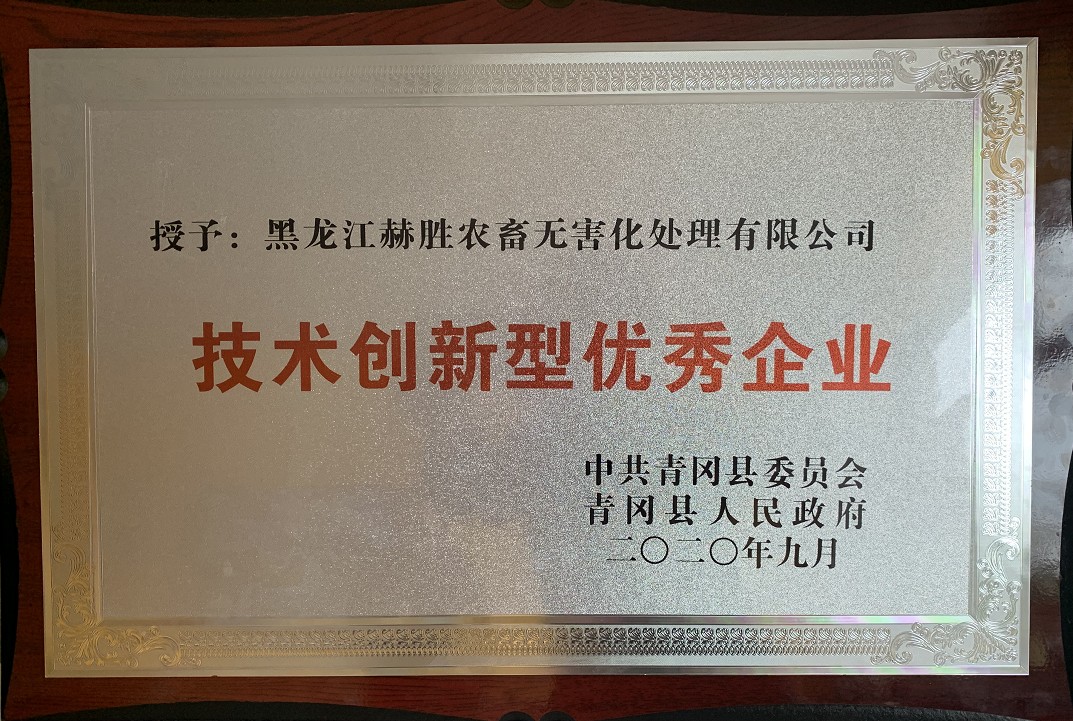 授予：黑龙江赫胜农畜无害化处理有限公司
技术创新型优秀企业
中共青冈县委员会
青冈县人民政府
二〇二〇年九月